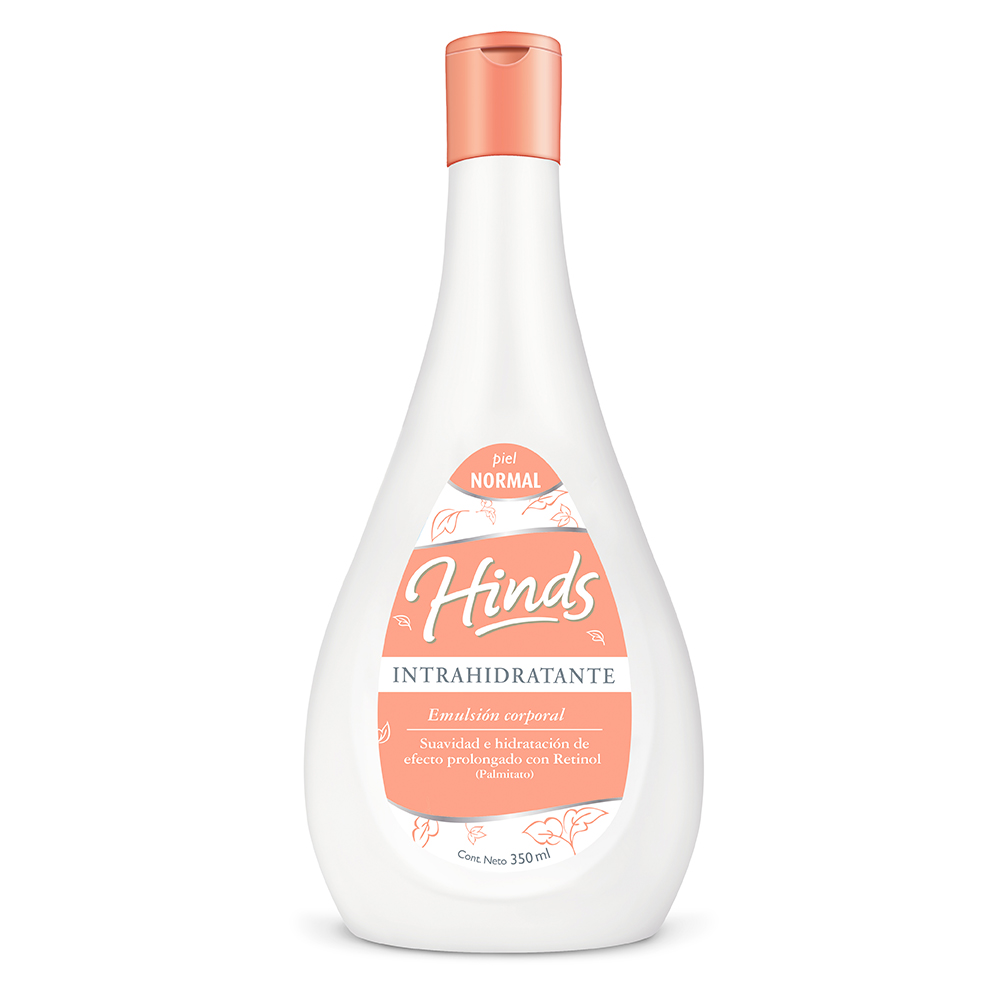 piel
NORMAL
Hinds
INTRAHIDRATANTE
Emulsión corporal
Suavidad e hidratación de
efecto prolongado con Retinol
(Palmitato)
Cont. Neto 350 ml